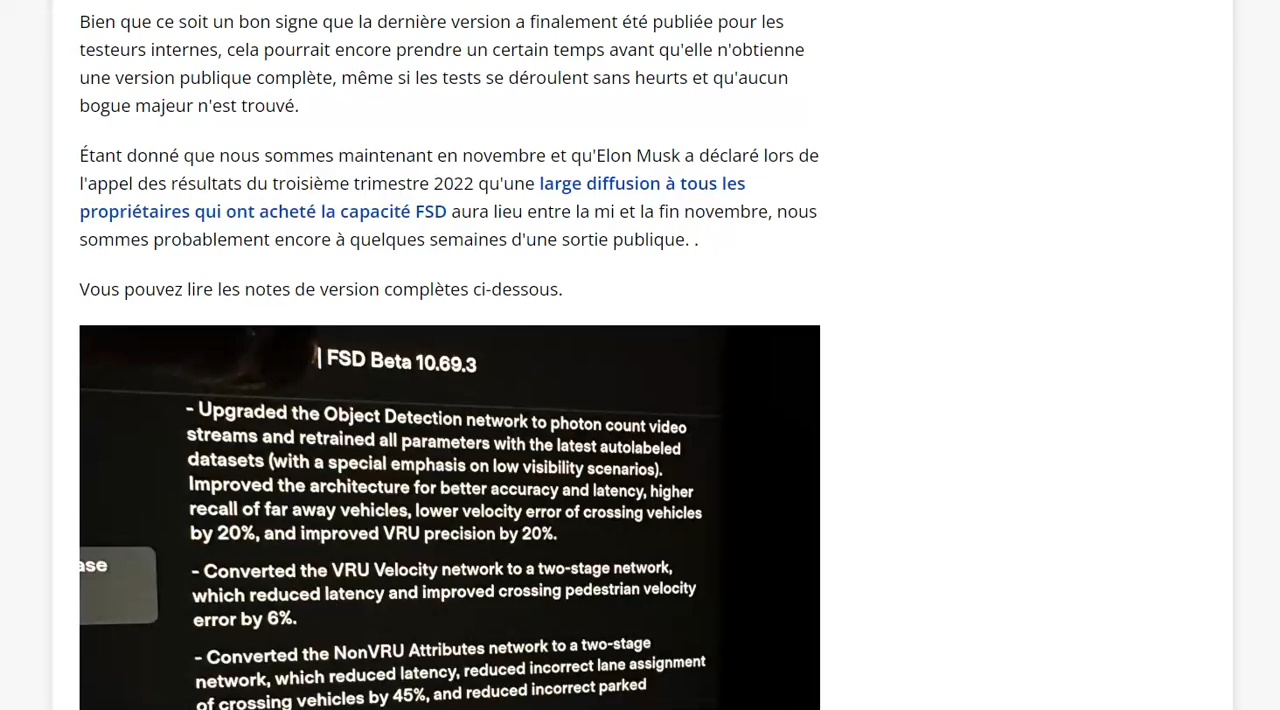 Bien que ce soit un bon signe que la dernière version a finalement été publiée pour les
testeurs internes, cela pourrait encore prendre un certain temps avant qu'elle n'obtienne
une version publique complète, même si les tests se déroulent sans heurts et qu'aucun
bogue majeur n'est trouvé.
Étant donné que nous sommes maintenant en novembre et qu'Elon Musk a déclaré lors de
l'appel des résultats du troisième trimestre 2022 qu'une large diffusion à tous les
propriétaires qui ont acheté la capacité FSD aura lieu entre la mi et la fin novembre, nous
sommes probablement encore à quelques semaines d'une sortie publique. .
Vous pouvez lire les notes de version complètes ci-dessous.
| FSD Beta 10.69.3
- Upgraded the Object Detection network to photon count video
streams and retrained all parameters with the latest autolabeled
datasets (with a special emphasis on low visibility scenarios).
Improved the architecture for better accuracy and latency, higher
recall of far away vehicles, lower velocity error of crossing vehicles
by 20%, and improved VRU precision by 20%.
ase
- Converted the VRU Velocity network to a two-stage network,
which reduced latency and improved crossing pedestrian velocity
error by 6%.
- Converted the NonVRU Attributes network to a two-stage
network, which reduced latency, reduced incorrect lane assignment
of crossing vehicles by 45%, and reduced incorrect parked